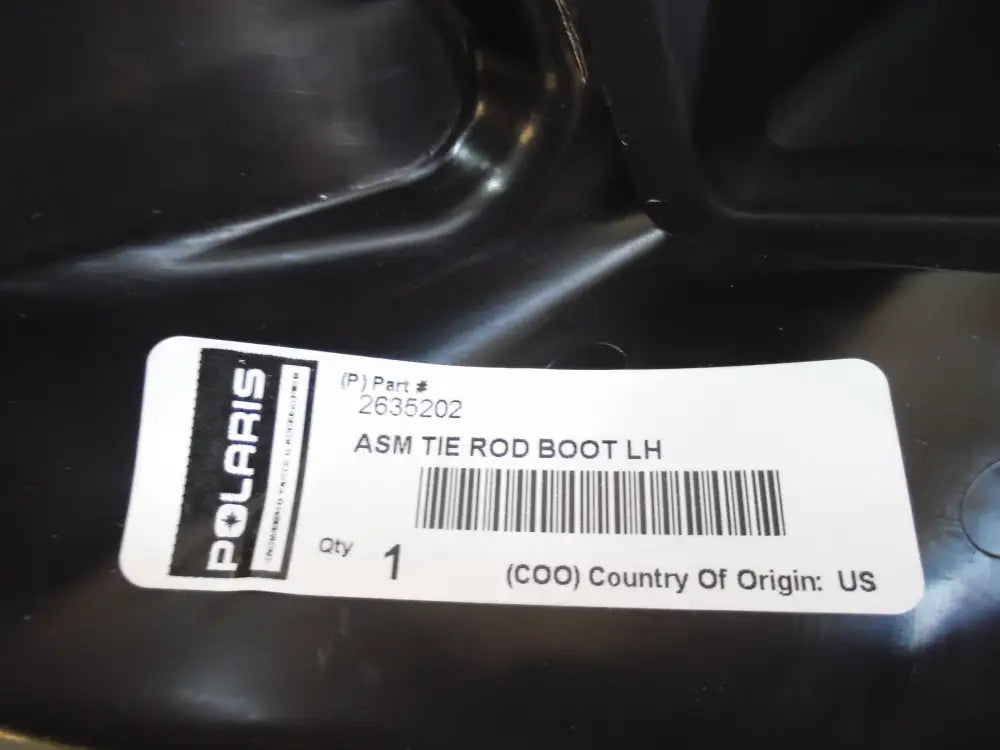 POLARIS
(P) Part #
2635202
ASM TIE ROD BOOT LH
Qty 1
(COO) Country Of Origin: US